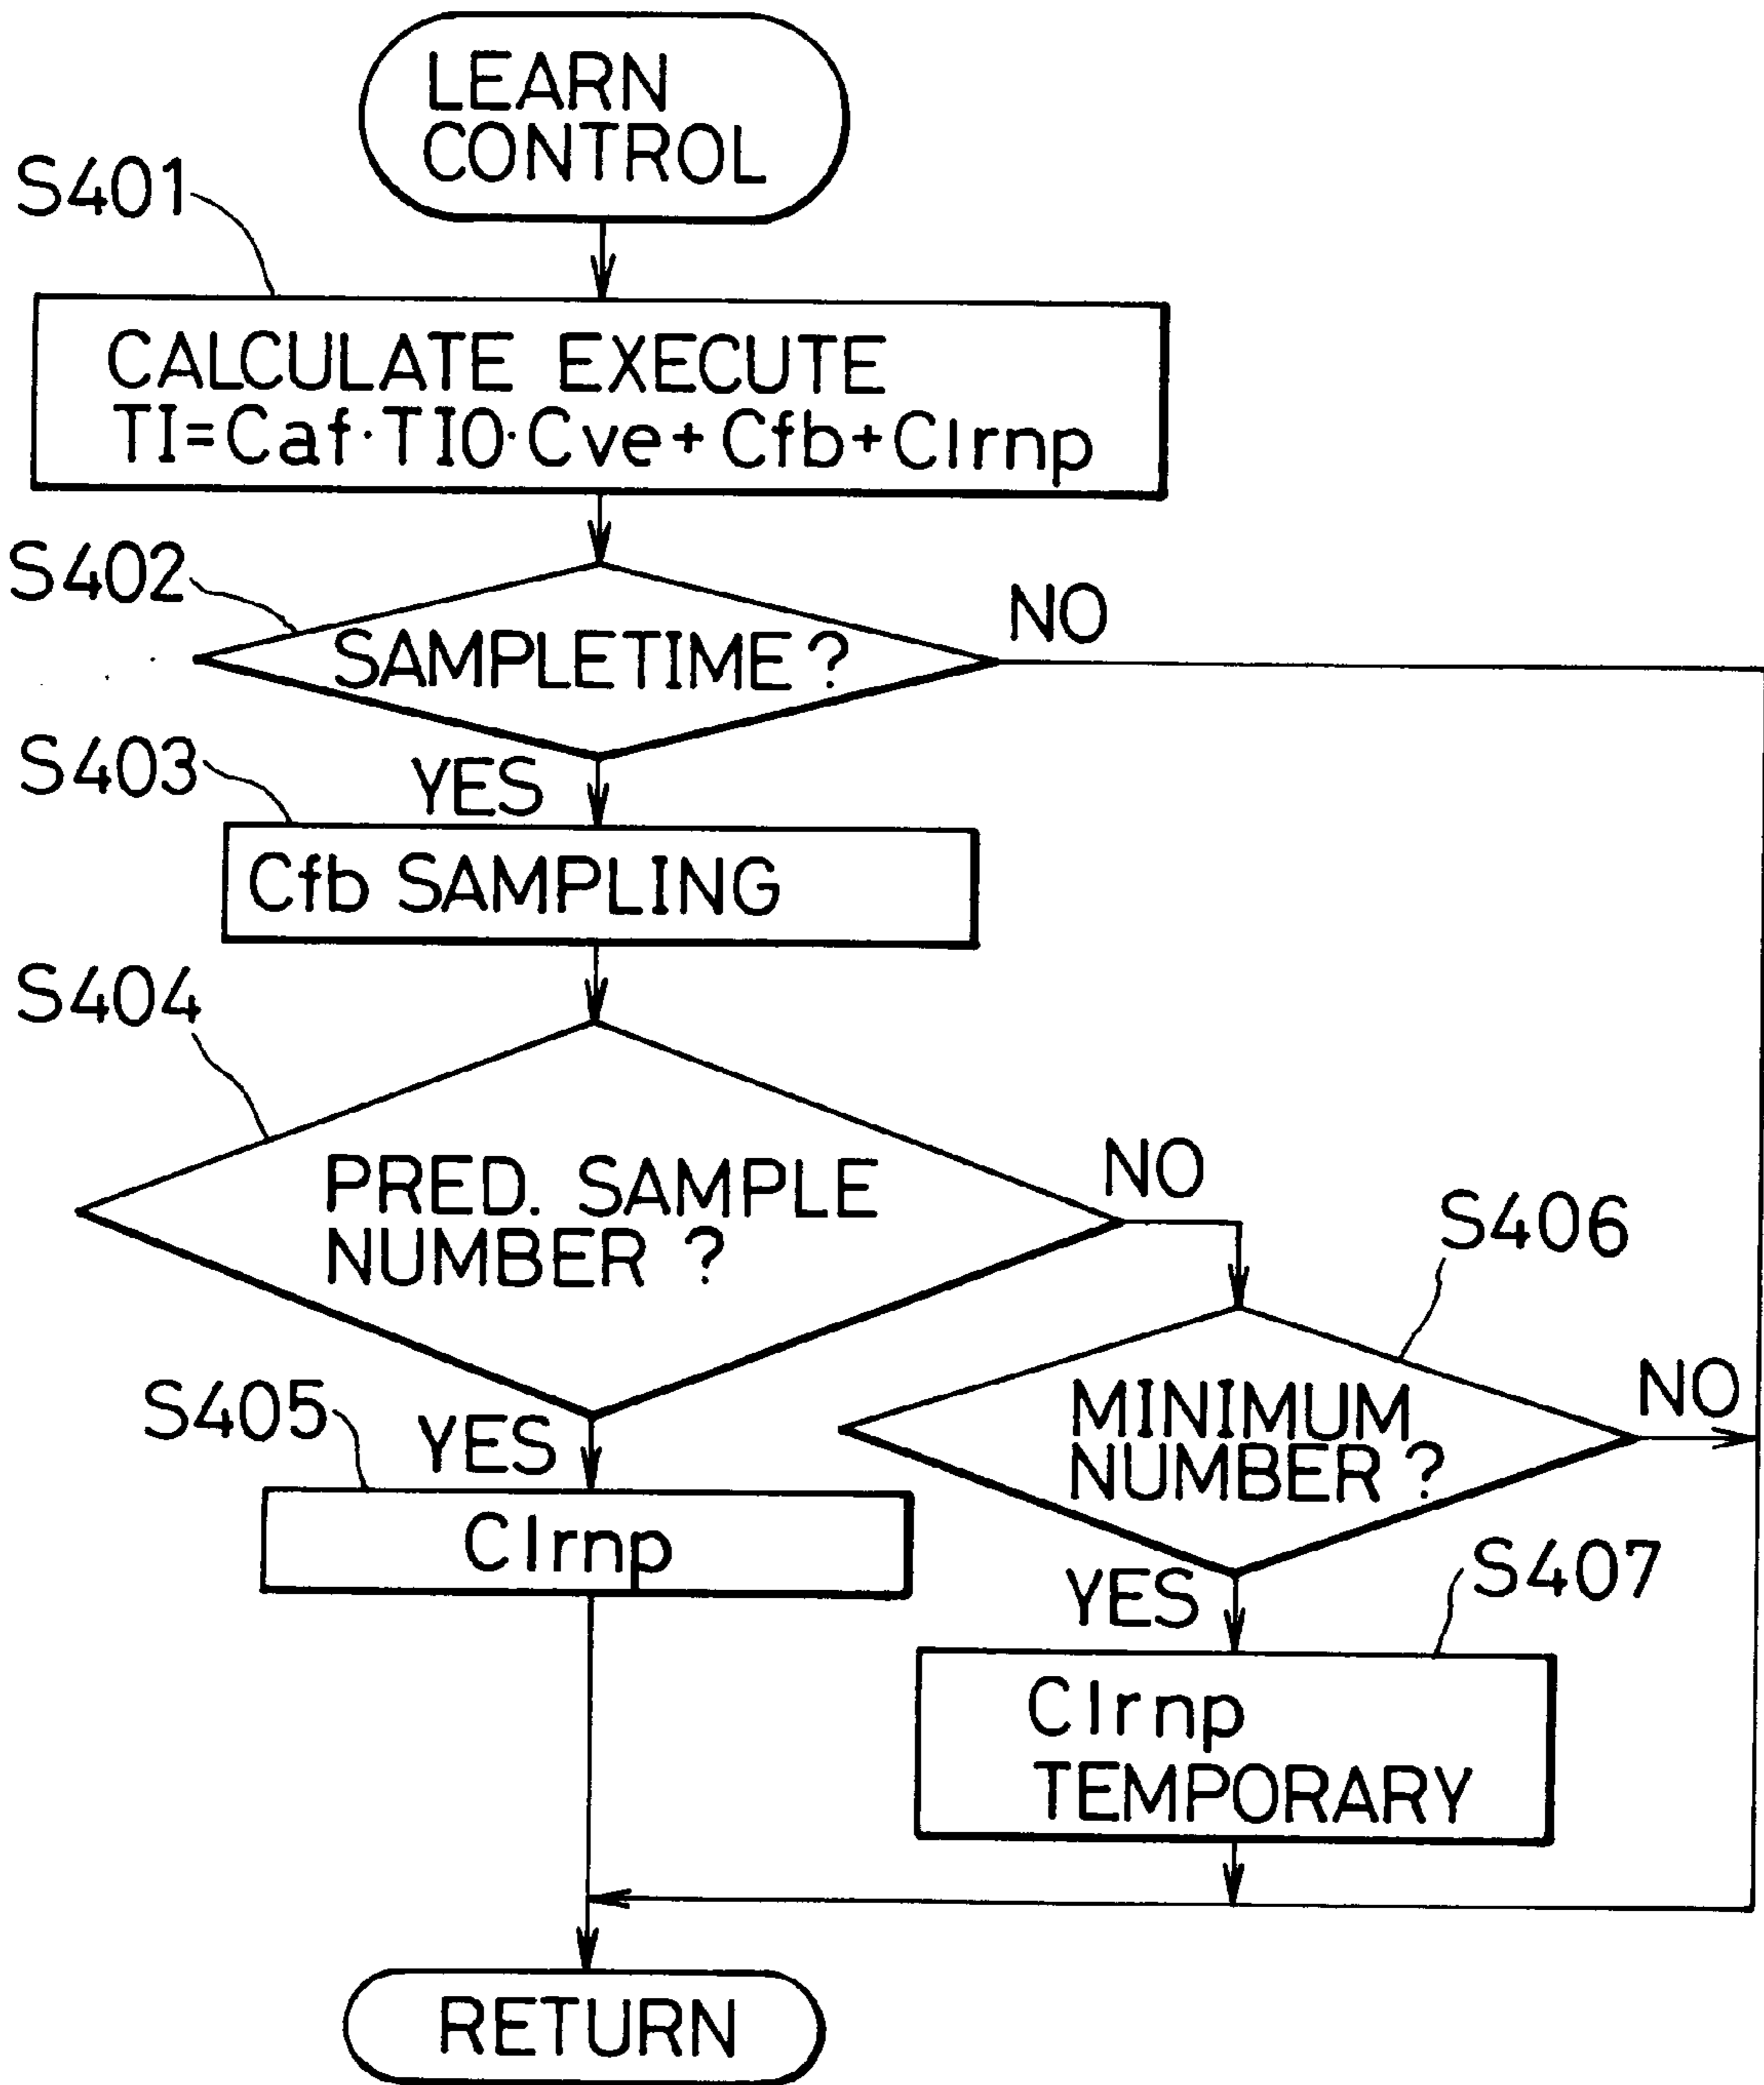 LEARN
CONTROL
S401
CALCULATE EXECUTE
TI=Caf·TI0·Cve+Cfb+Clrnp
S402
SAMPLETIME ?
NO
S403
YES
Cfb SAMPLING
S404
PRED. SAMPLE
NUMBER ?
NO
S406
S405
YES
MINIMUM
NUMBER ?
NO
Clrnp
YES
S407
Clrnp
TEMPORARY
RETURN